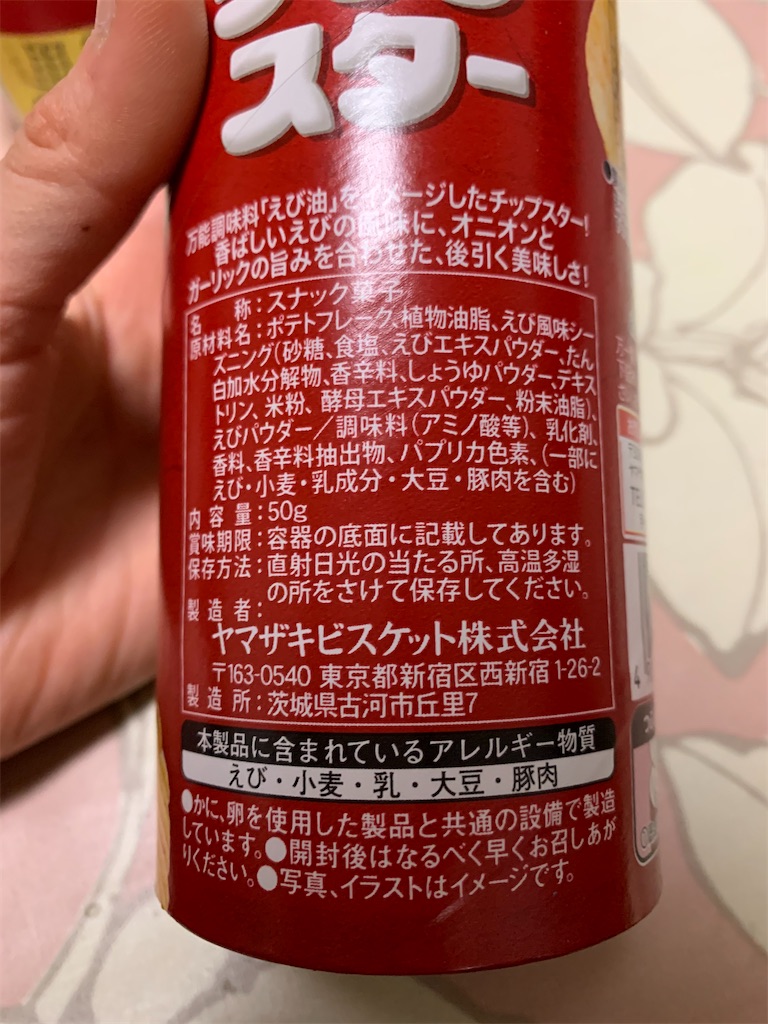 スター
万能調味料「えび油」をイメージしたチップスター!
香ばしいえびの風味に、オニオンと
ガーリックの旨みを合わせた、後引く美味しさ!
名称：スナック菓子
原材料名：ポテトフレーク、植物油脂、えび風味シー
ズニング(砂糖、食塩、えびエキスパウダー、たん
白加水分解物、香辛料、しょうゆパウダー、デキス
トリン、米粉、酵母エキスパウダー、粉末油脂)、
えびパウダー／調味料(アミノ酸等)、乳化剤、
香料、香辛料抽出物、パプリカ色素、(一部に
えび・小麦・乳成分・大豆・豚肉を含む)
内容量：50g
賞味期限：容器の底面に記載してあります。
保存方法：直射日光の当たる所、高温多湿
の所をさけて保存してください。
製造者：
ヤマザキビスケット株式会社
〒163-0540 東京都新宿区西新宿1-26-2
製造所：茨城県古河市丘里7
本製品に含まれているアレルギー物質
えび・小麦・乳・大豆・豚肉
●かに、卵を使用した製品と共通の設備で製造
しています。●開封後はなるべく早くお召しあが
りください。●写真、イラストはイメージです。